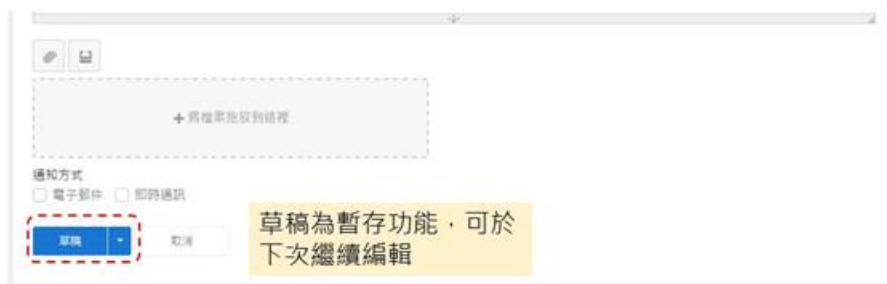 + 將檔案拖放到這裡
通知方式
電子郵件 即時通訊
草稿 取消
草稿為暫存功能，可於
下次繼續編輯